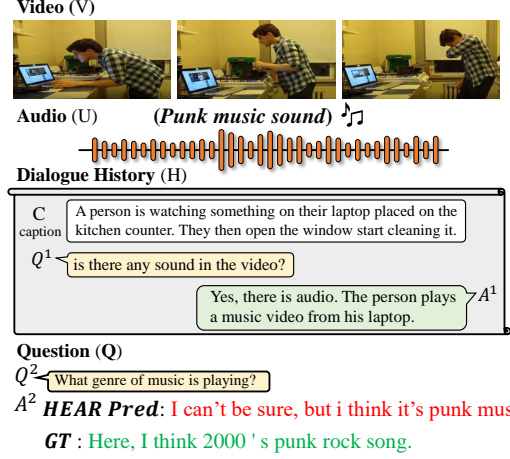 Video (V)
Audio (U)
(Punk music sound)
Dialogue History (H)
C
caption
A person is watching something on their laptop placed on the
kitchen counter. They then open the window start cleaning it.
Q1
is there any sound in the video?
Yes, there is audio. The person plays
a music video from his laptop.
A1
Question (Q)
Q2
What genre of music is playing?
A2 HEAR Pred: I can't be sure, but i think it's punk mus
GT : Here, I think 2000 ' s punk rock song.